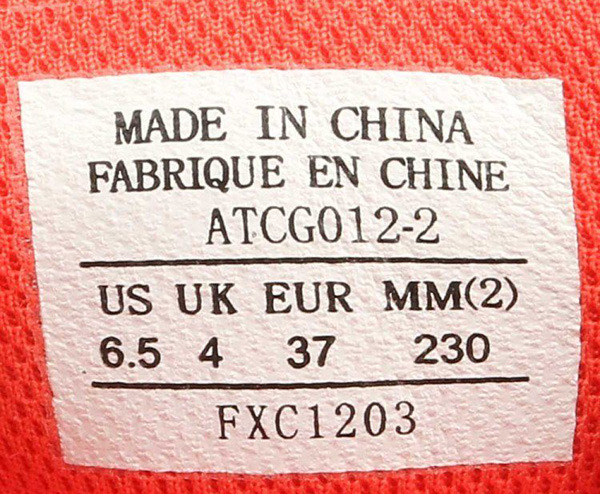 MADE IN CHINA
FABRIQUE EN CHINE
ATCG012-2
US UK EUR MM(2)
6.5 4 37 230
FXC1203